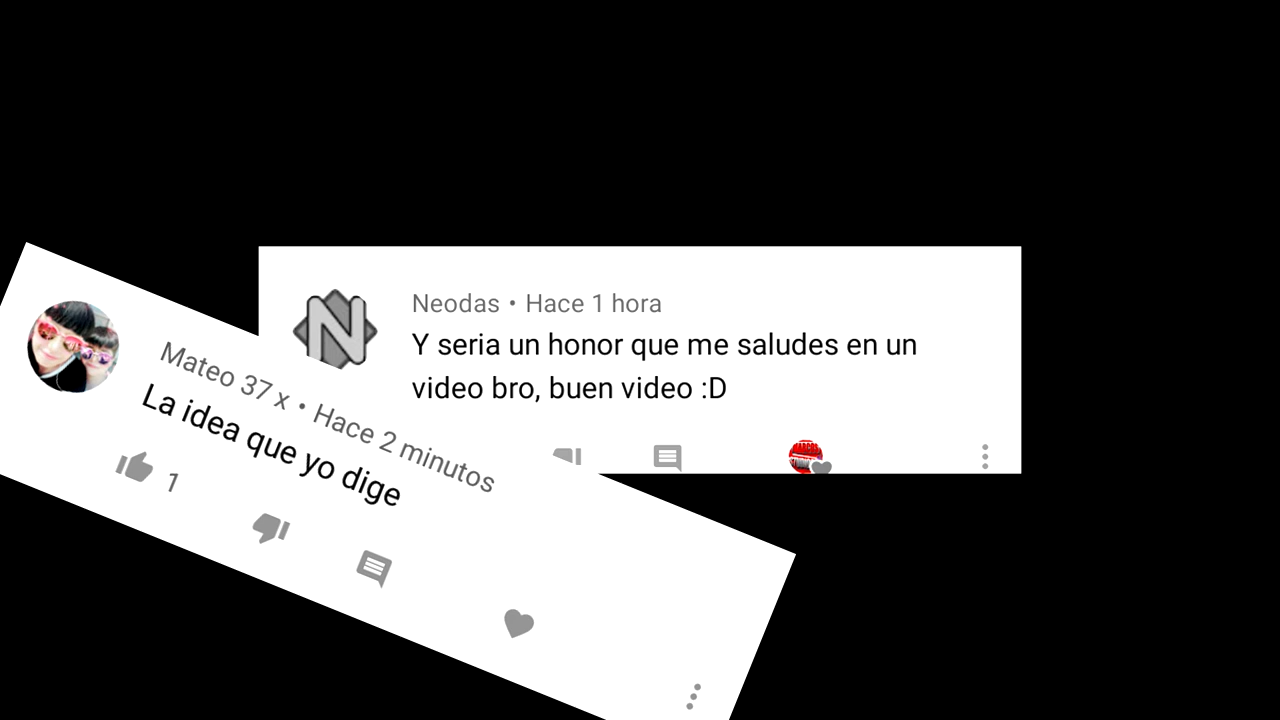 Neodas • Hace 1 hora
Y seria un honor que me saludes en un
video bro, buen video :D
Mateo 37 x • Hace 2 minutos
La idea que yo dige
1